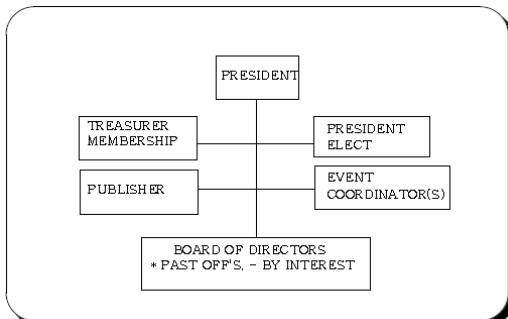 PRESIDENT
TREASURER
MEMBERSHIP
PRESIDENT
ELECT
PUBLISHER
EVENT
COORDINATOR(S)
BOARD OF DIRECTORS
* PAST OFF'S, - BY INTEREST